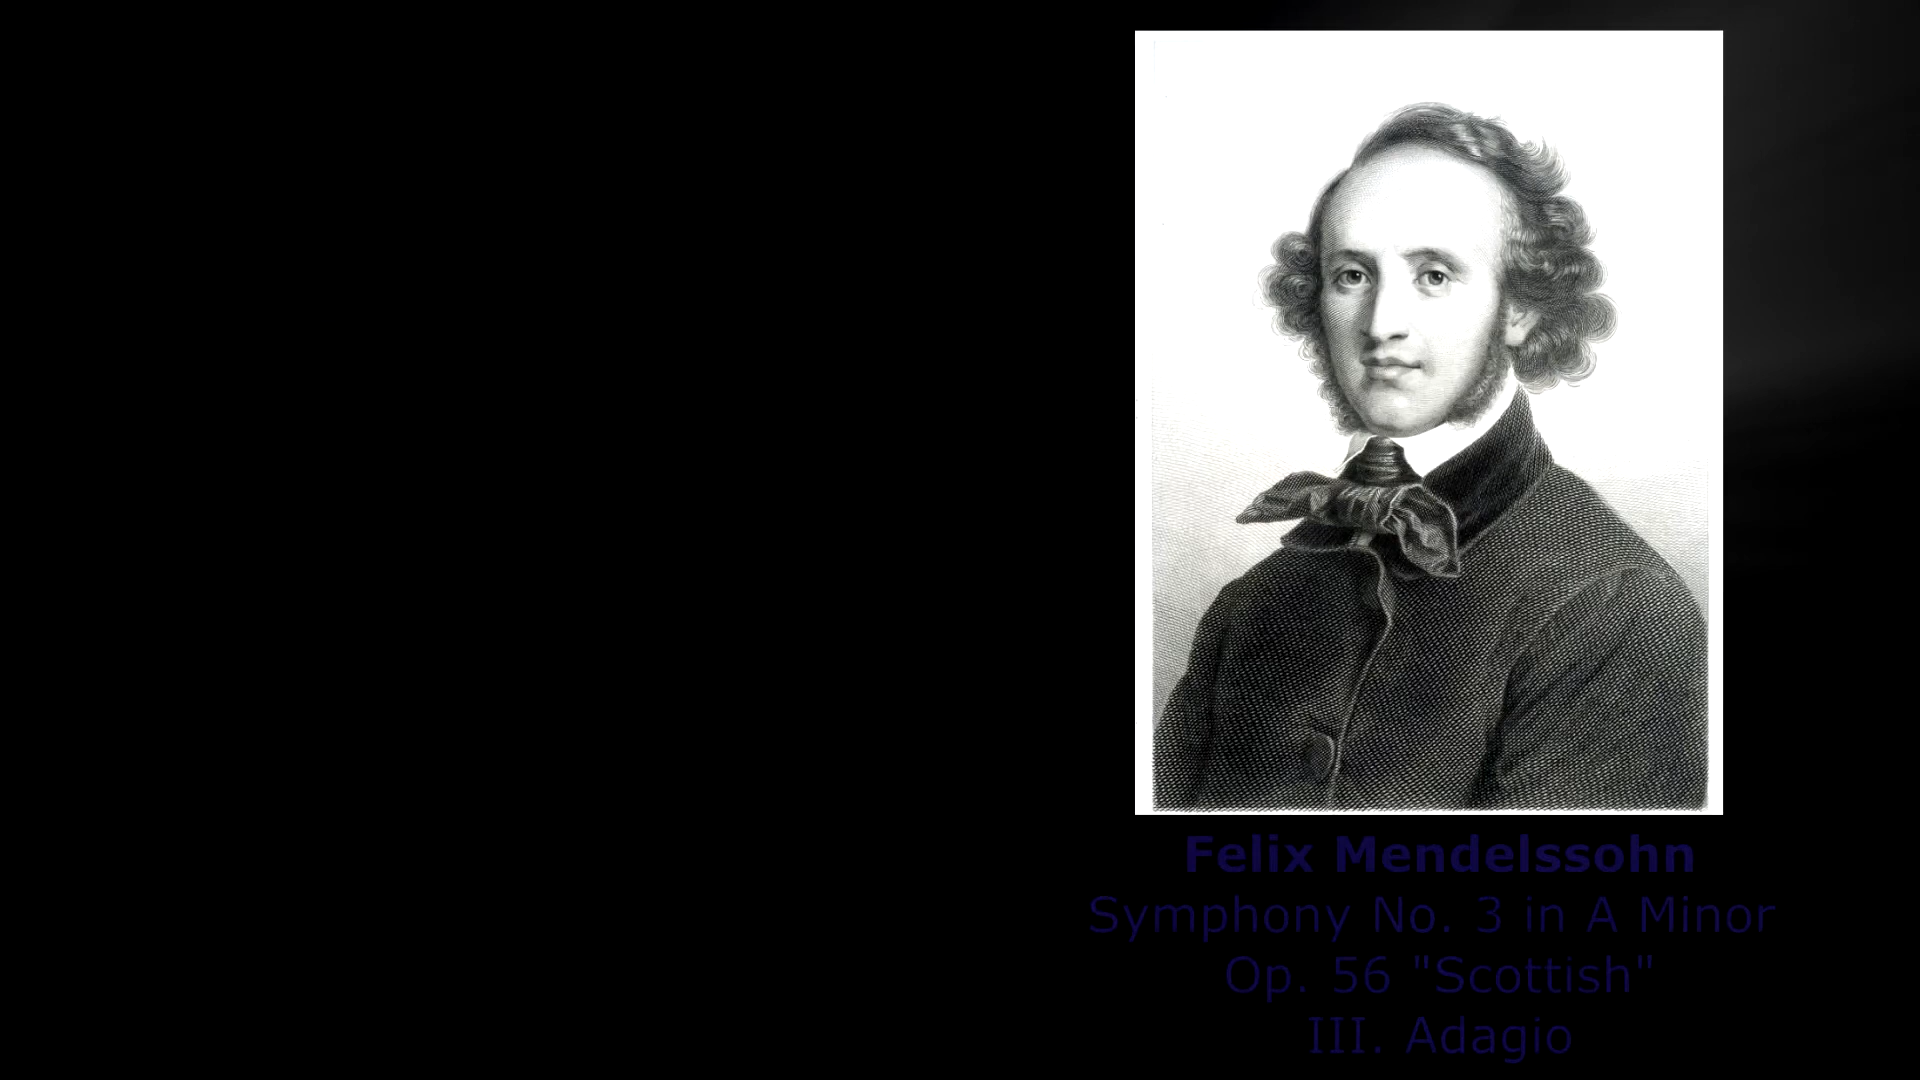 Felix Mendelssohn
Symphony No. 3 in A Minor
Op. 56 "Scottish"
III. Adagio